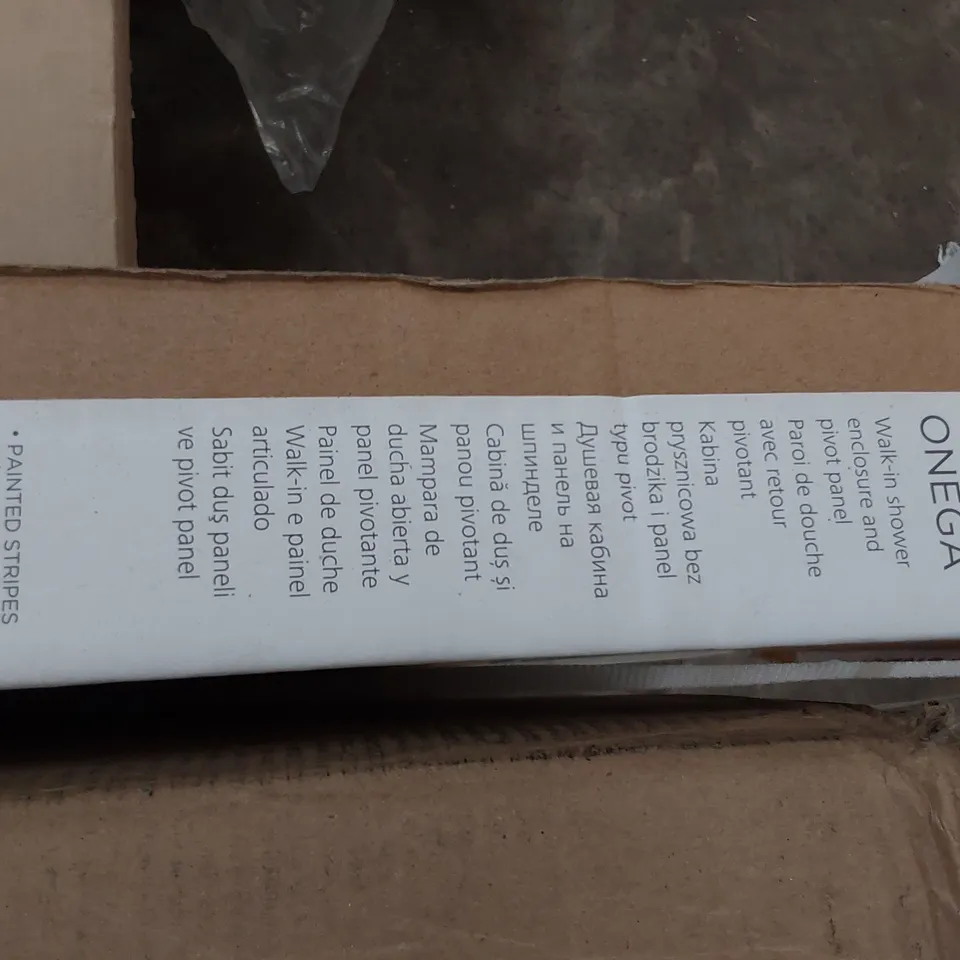 ONEGA
Walk-in shower
enclosure and
pivot panel
Paroi de douche
avec retour
pivotant
Kabina
prysznicowa bez
brodzika i panel
typu pivot
Душевая кабина
и панель на
шпинделе
Cabină de duș și
panou pivotant
Mampara de
ducha abierta y
panel pivotante
Painel de duche
Walk-in e painel
articulado
Sabit duş paneli
ve pivot panel
• PAINTED STRIPES